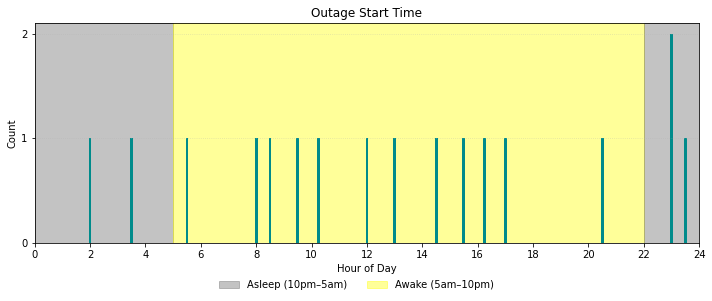 Outage Start Time
2
1
0
Count
0 2 4 6 8 10 12 14 16 18 20 22 24
Hour of Day
Asleep (10pm–5am) Awake (5am–10pm)